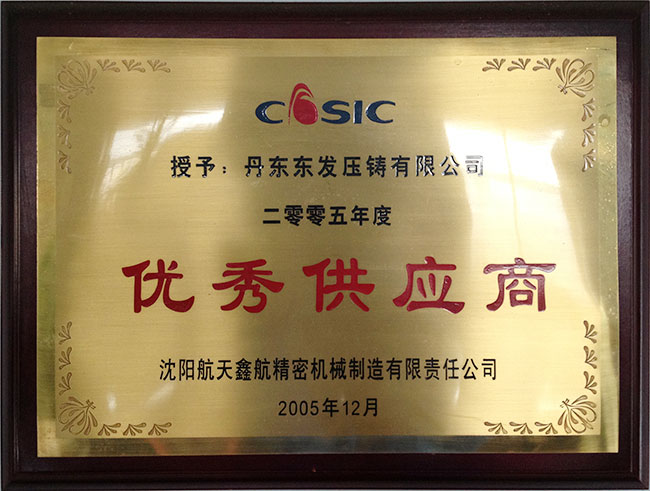 CASIC
授予：丹东东发压铸有限公司
二零零五年度
优秀供应商
沈阳航天鑫航精密机械制造有限责任公司
2005年12月